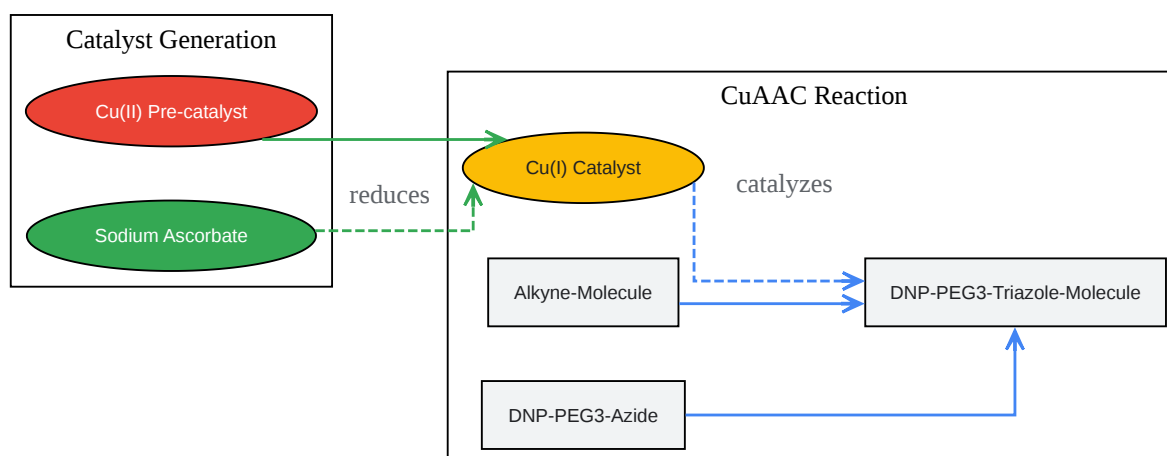 Catalyst Generation
Cu(II) Pre-catalyst
Sodium Ascorbate
reduces
CuAAC Reaction
Cu(I) Catalyst
catalyzes
Alkyne-Molecule
DNP-PEG3-Triazole-Molecule
DNP-PEG3-Azide